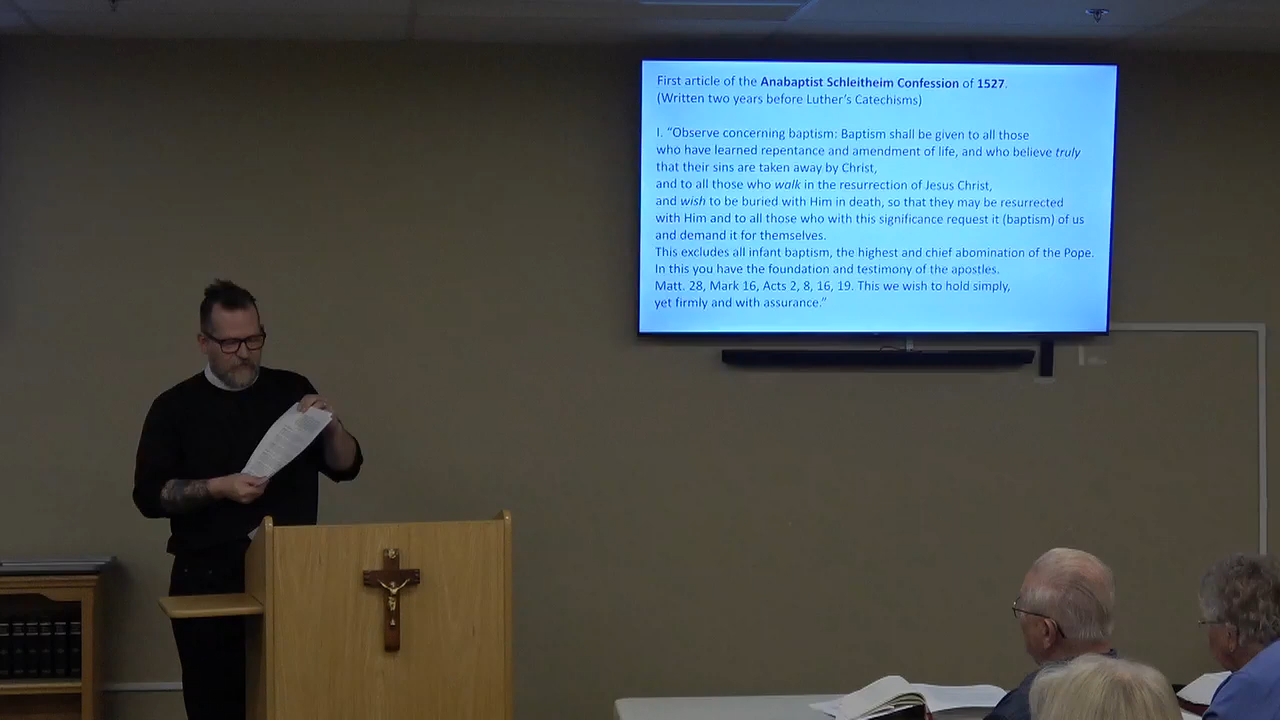 First article of the Anabaptist Schleitheim Confession of 1527.
(Written two years before Luther's Catechisms)
I. “Observe concerning baptism: Baptism shall be given to all those
who have learned repentance and amendment of life, and who believe truly
that their sins are taken away by Christ,
and to all those who walk in the resurrection of Jesus Christ,
and wish to be buried with Him in death, so that they may be resurrected
with Him and to all those who with this significance request it (baptism) of us
and demand it for themselves.
This excludes all infant baptism, the highest and chief abomination of the Pope.
In this you have the foundation and testimony of the apostles.
Matt. 28, Mark 16, Acts 2, 8, 16, 19. This we wish to hold simply,
yet firmly and with assurance.”